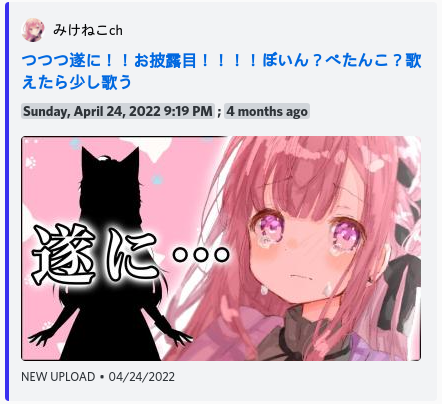 みけねこch
つつつ遂に！！お披露目！！！！ぼいん？ぺたんこ？歌
えたら少し歌う
Sunday, April 24, 2022 9:19 PM ; 4 months ago
遂に…
NEW UPLOAD • 04/24/2022